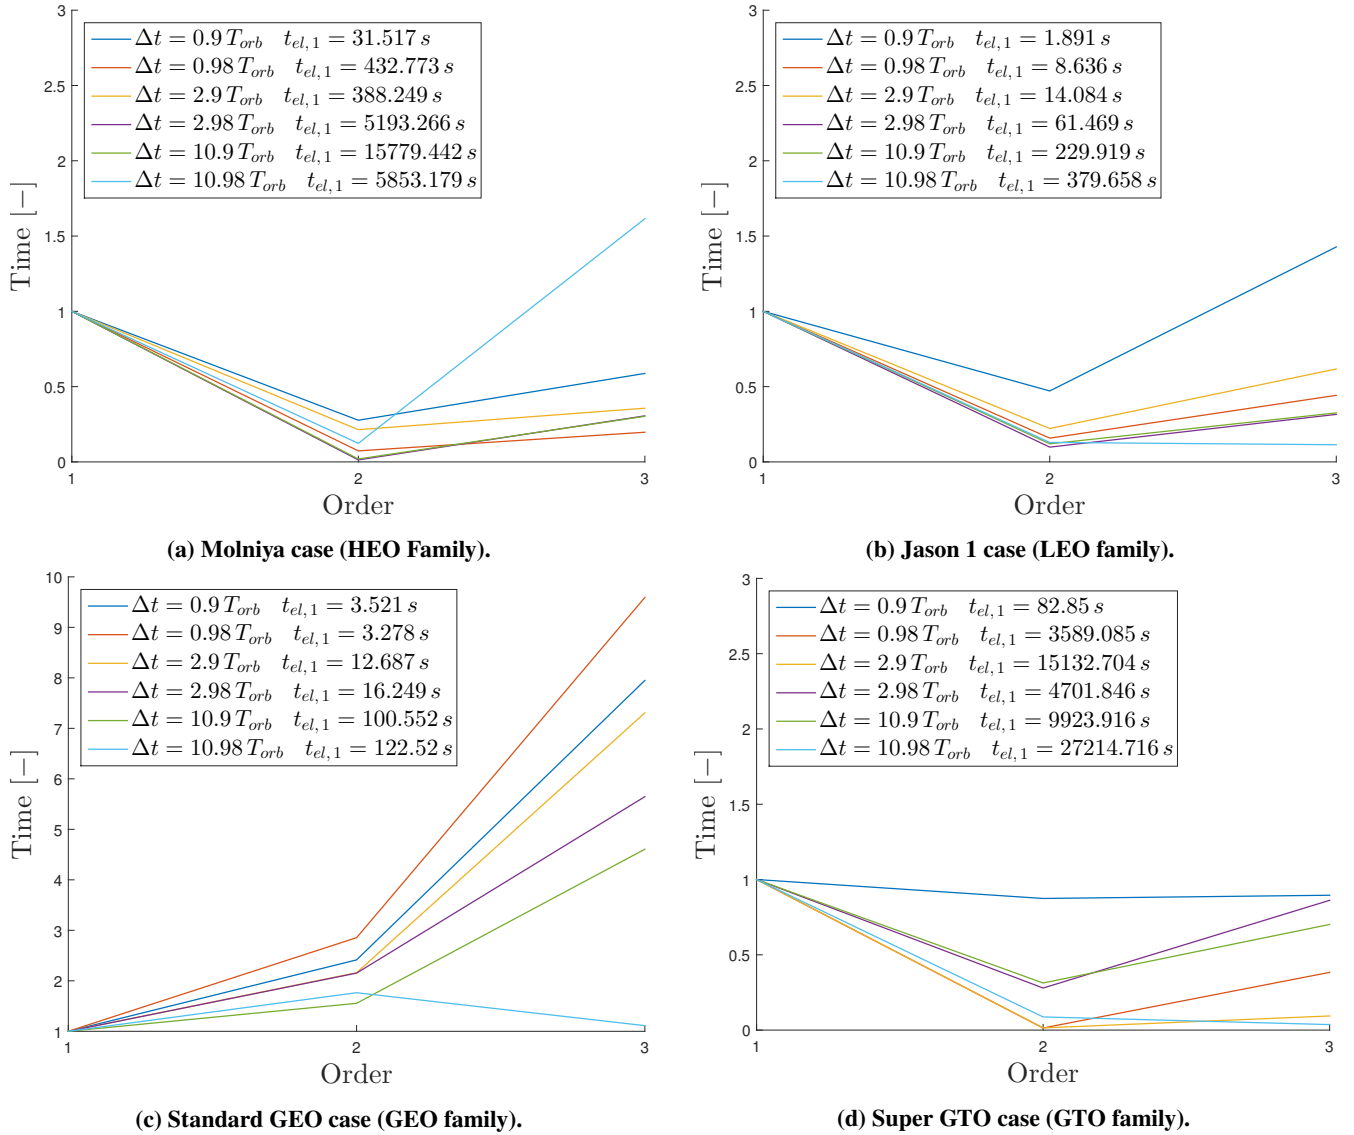 3
2.5
2
1.5
1
0.5
0
Time [−]
Δt = 0.9 T_orb t_el,1 = 31.517 s
Δt = 0.98 T_orb t_el,1 = 432.773 s
Δt = 2.9 T_orb t_el,1 = 388.249 s
Δt = 2.98 T_orb t_el,1 = 5193.266 s
Δt = 10.9 T_orb t_el,1 = 15779.442 s
Δt = 10.98 T_orb t_el,1 = 5853.179 s
1 2 3
Order
(a) Molniya case (HEO Family).
3
2.5
2
1.5
1
0.5
0
Time [−]
Δt = 0.9 T_orb t_el,1 = 1.891 s
Δt = 0.98 T_orb t_el,1 = 8.636 s
Δt = 2.9 T_orb t_el,1 = 14.084 s
Δt = 2.98 T_orb t_el,1 = 61.469 s
Δt = 10.9 T_orb t_el,1 = 229.919 s
Δt = 10.98 T_orb t_el,1 = 379.658 s
1 2 3
Order
(b) Jason 1 case (LEO family).
10
9
8
7
6
5
4
3
2
1
Time [−]
Δt = 0.9 T_orb t_el,1 = 3.521 s
Δt = 0.98 T_orb t_el,1 = 3.278 s
Δt = 2.9 T_orb t_el,1 = 12.687 s
Δt = 2.98 T_orb t_el,1 = 16.249 s
Δt = 10.9 T_orb t_el,1 = 100.552 s
Δt = 10.98 T_orb t_el,1 = 122.52 s
1 2 3
Order
(c) Standard GEO case (GEO family).
3
2.5
2
1.5
1
0.5
0
Time [−]
Δt = 0.9 T_orb t_el,1 = 82.85 s
Δt = 0.98 T_orb t_el,1 = 3589.085 s
Δt = 2.9 T_orb t_el,1 = 15132.704 s
Δt = 2.98 T_orb t_el,1 = 4701.846 s
Δt = 10.9 T_orb t_el,1 = 9923.916 s
Δt = 10.98 T_orb t_el,1 = 27214.716 s
1 2 3
Order
(d) Super GTO case (GTO family).